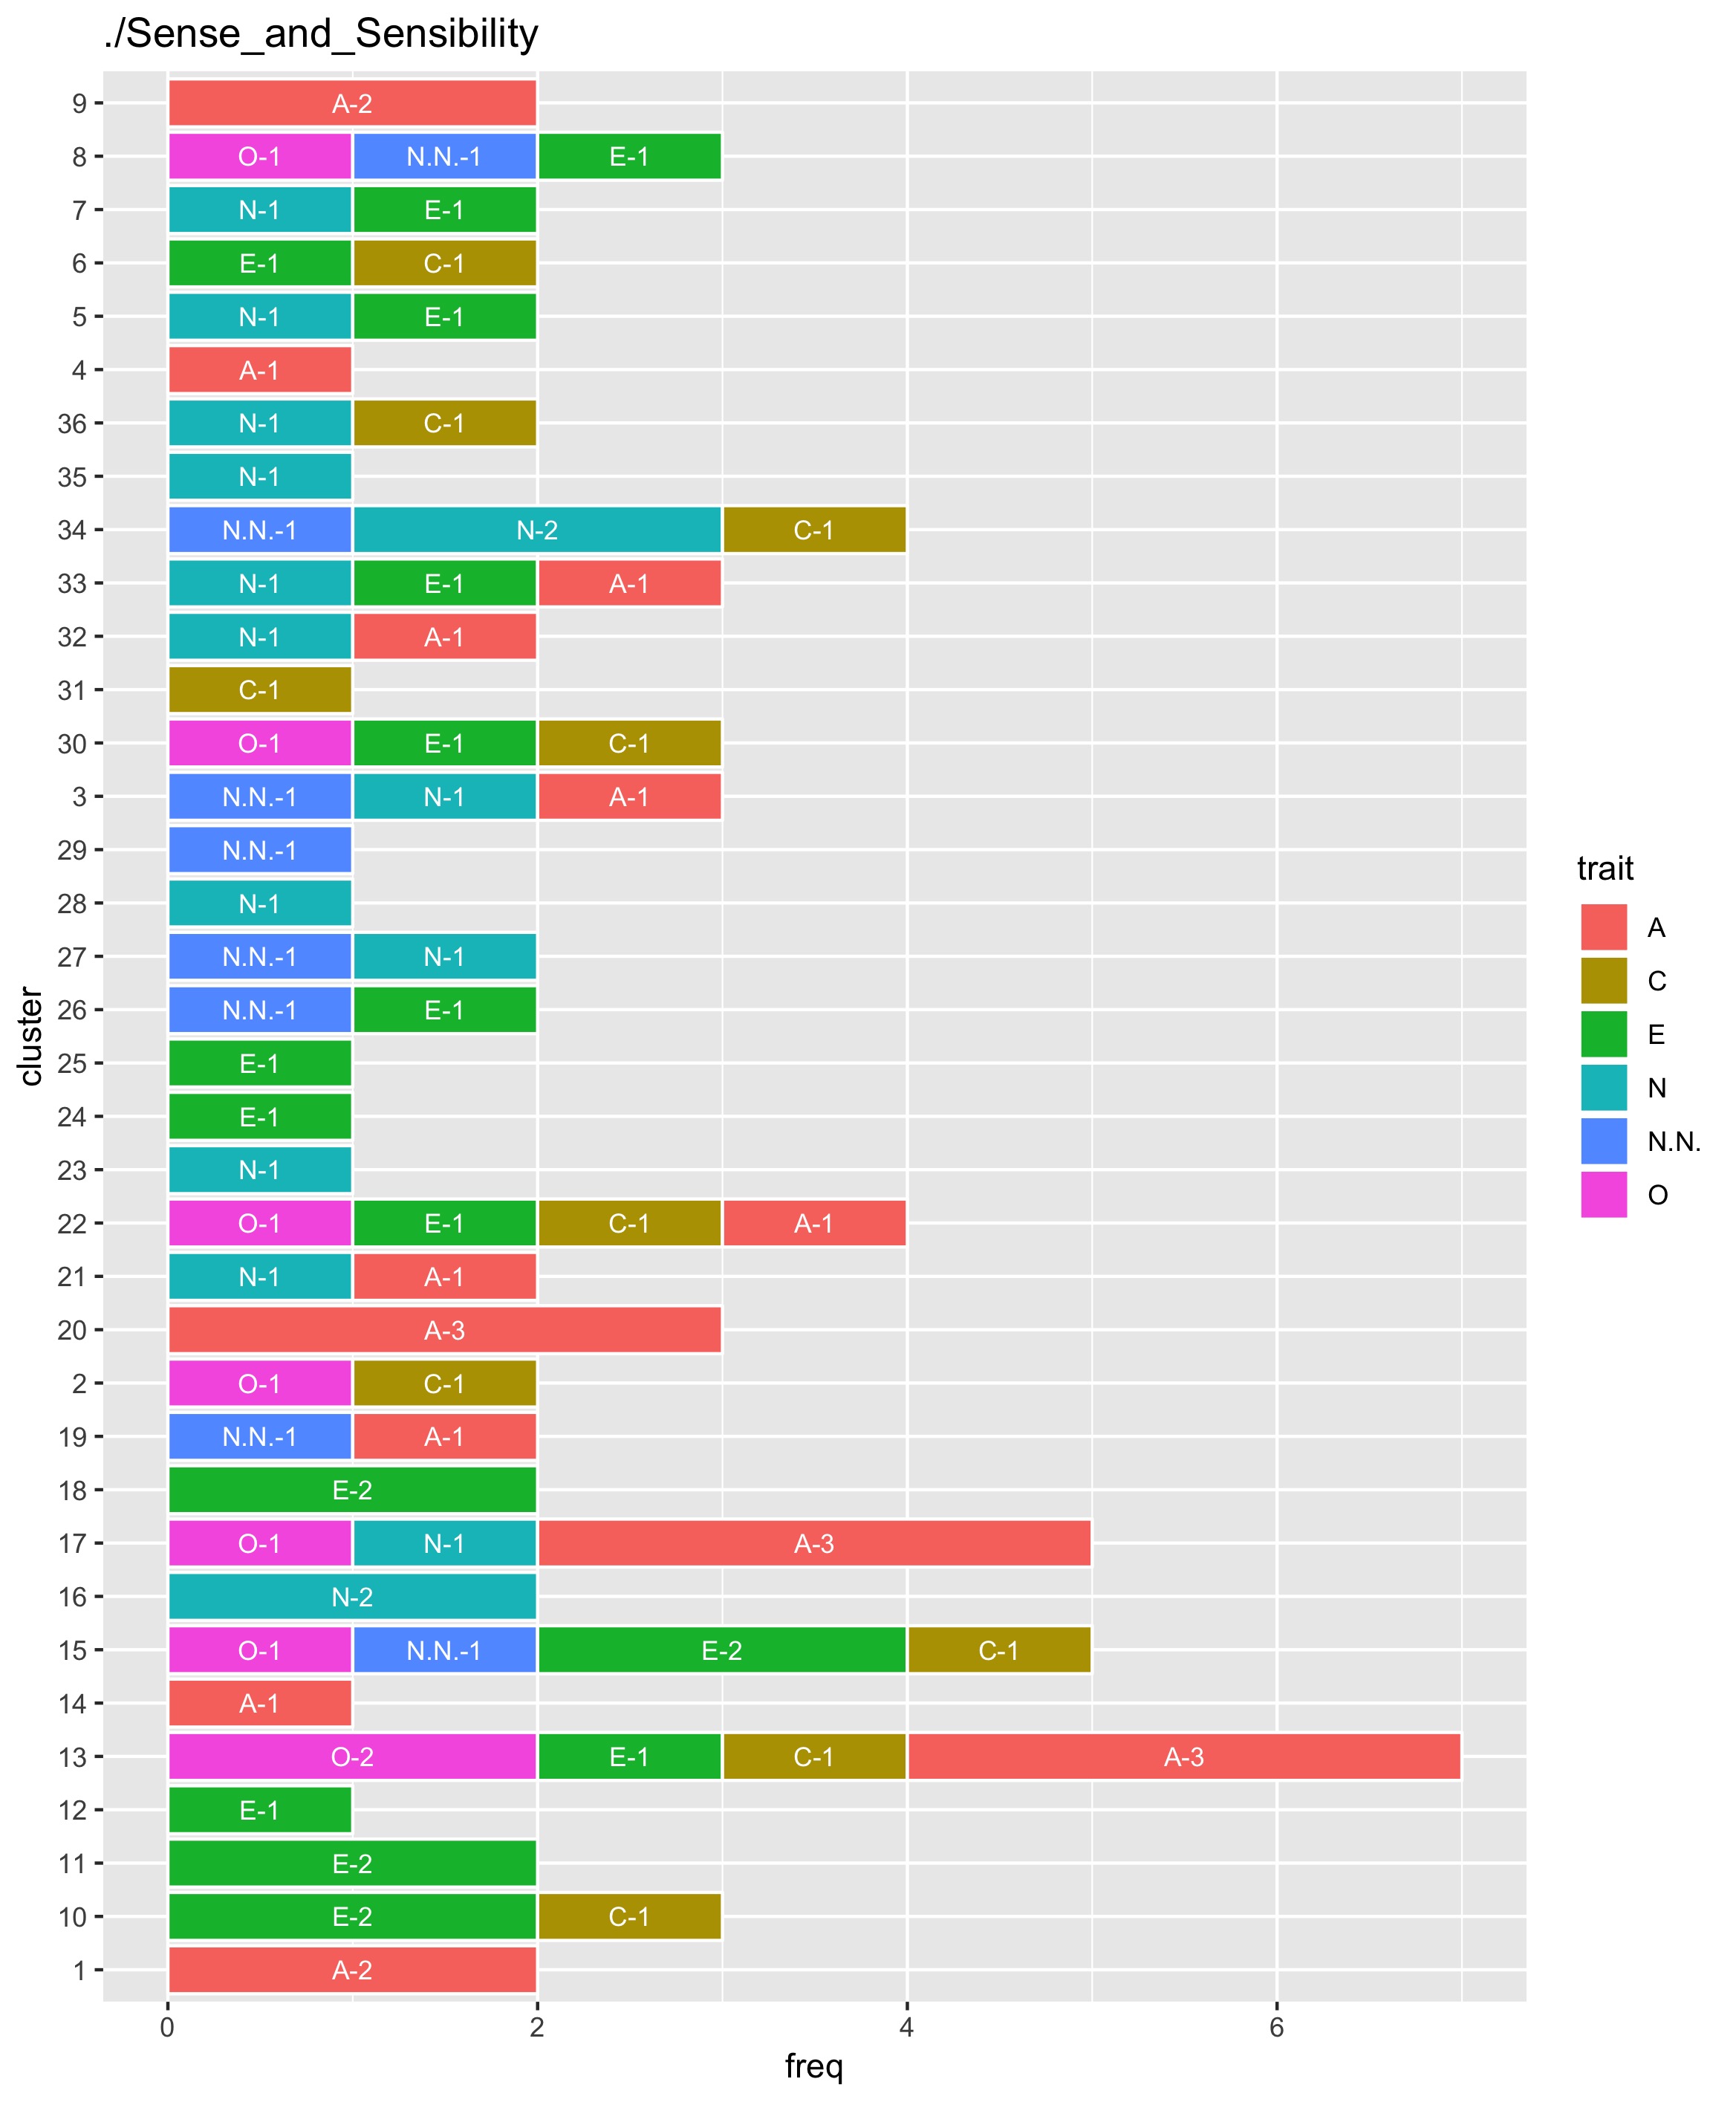 ./Sense_and_Sensibility
9 A-2
8 O-1 N.N.-1 E-1
7 N-1 E-1
6 E-1 C-1
5 N-1 E-1
4 A-1
36 N-1 C-1
35 N-1
34 N.N.-1 N-2 C-1
33 N-1 E-1 A-1
32 N-1 A-1
31 C-1
30 O-1 E-1 C-1
3 N.N.-1 N-1 A-1
29 N.N.-1
28 N-1
27 N.N.-1 N-1
26 N.N.-1 E-1
25 E-1
24 E-1
23 N-1
22 O-1 E-1 C-1 A-1
21 N-1 A-1
20 A-3
2 O-1 C-1
19 N.N.-1 A-1
18 E-2
17 O-1 N-1 A-3
16 N-2
15 O-1 N.N.-1 E-2 C-1
14 A-1
13 O-2 E-1 C-1 A-3
12 E-1
11 E-2
10 E-2 C-1
1 A-2
0 2 4 6
freq
cluster
trait
A
C
E
N
N.N.
O